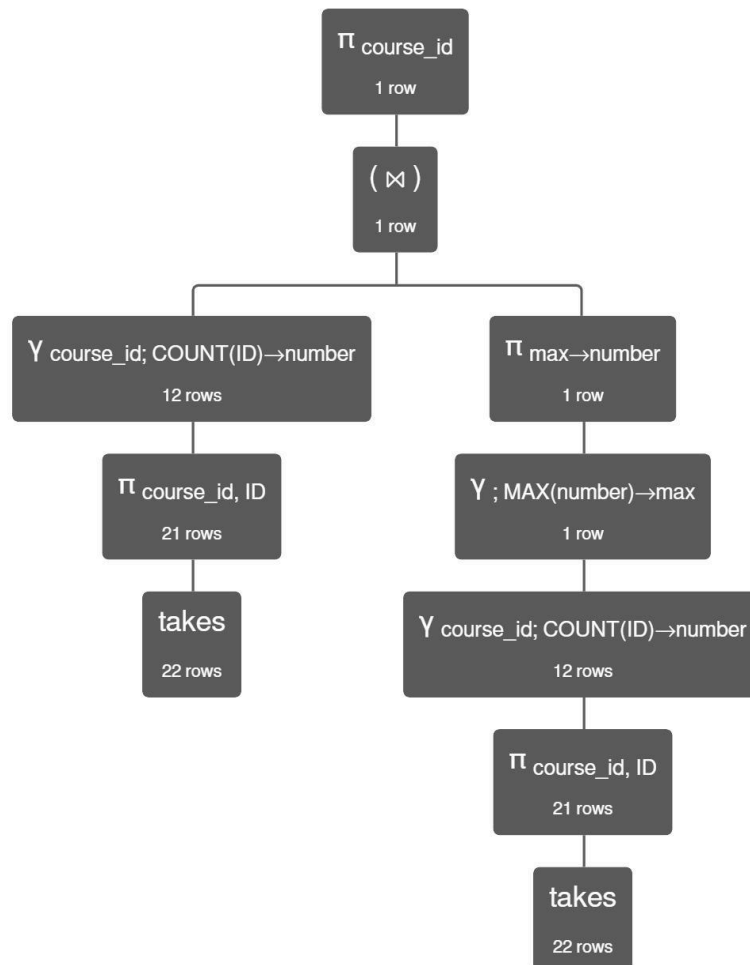 π course_id
1 row
( ⋈ )
1 row
γ course_id; COUNT(ID)→number
12 rows
π course_id, ID
21 rows
takes
22 rows
π max→number
1 row
γ ; MAX(number)→max
1 row
γ course_id; COUNT(ID)→number
12 rows
π course_id, ID
21 rows
takes
22 rows